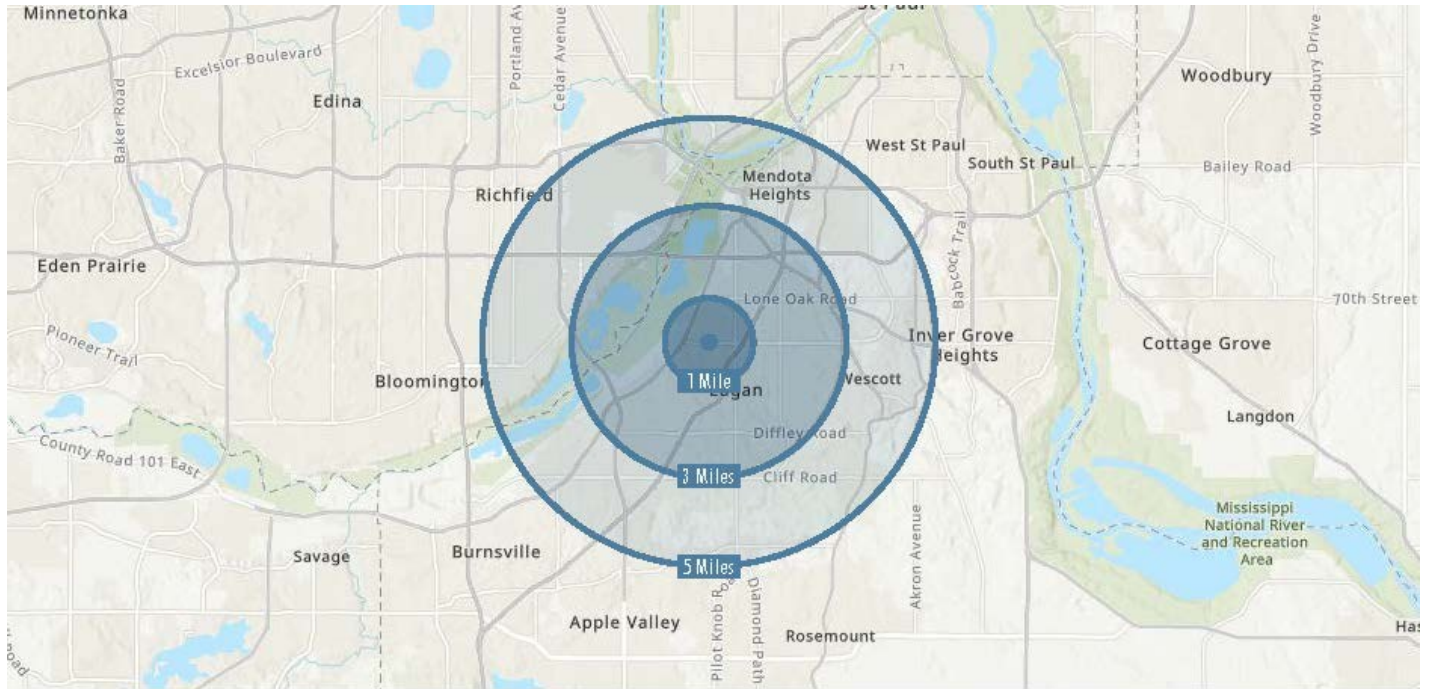 Minnetonka
Excelsior Boulevard
Portland Av
Cedar Avenue
Baker Road
Edina
St Paul
Woodbury
Woodbury Drive
West St Paul
South St Paul
Bailey Road
Mendota
Heights
Richfield
Babcock Trail
Eden Prairie
Lone Oak Road
70th Street
Pioneer Trail
Inver Grove
Heights
Cottage Grove
Bloomington
1 Mile
Eagan
Wescott
Langdon
Diffley Road
County Road 101 East
3 Miles
Cliff Road
Mississippi
National River
and Recreation
Area
Savage
Burnsville
5 Miles
Akron Avenue
Pilot Knob Roa
Diamond Path
Apple Valley
Rosemount
Has
road